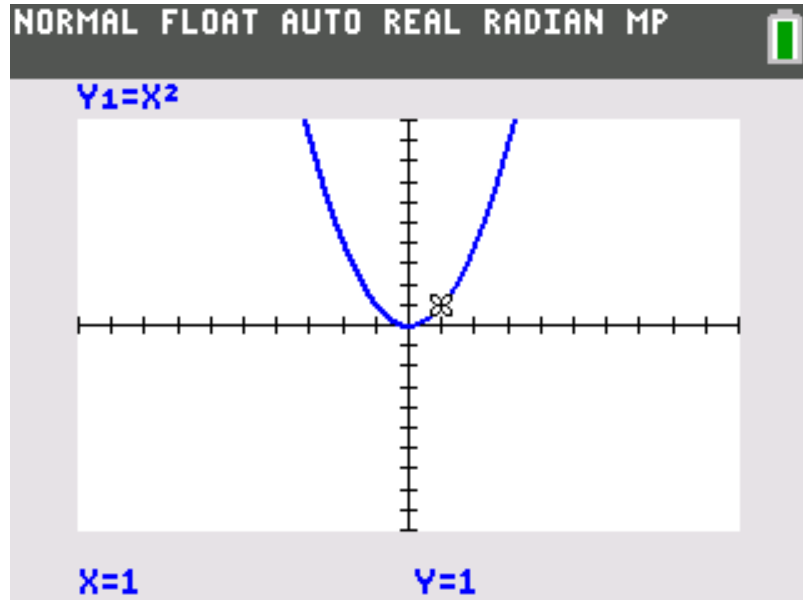 NORMAL FLOAT AUTO REAL RADIAN MP
Y₁=X²
X=1 Y=1